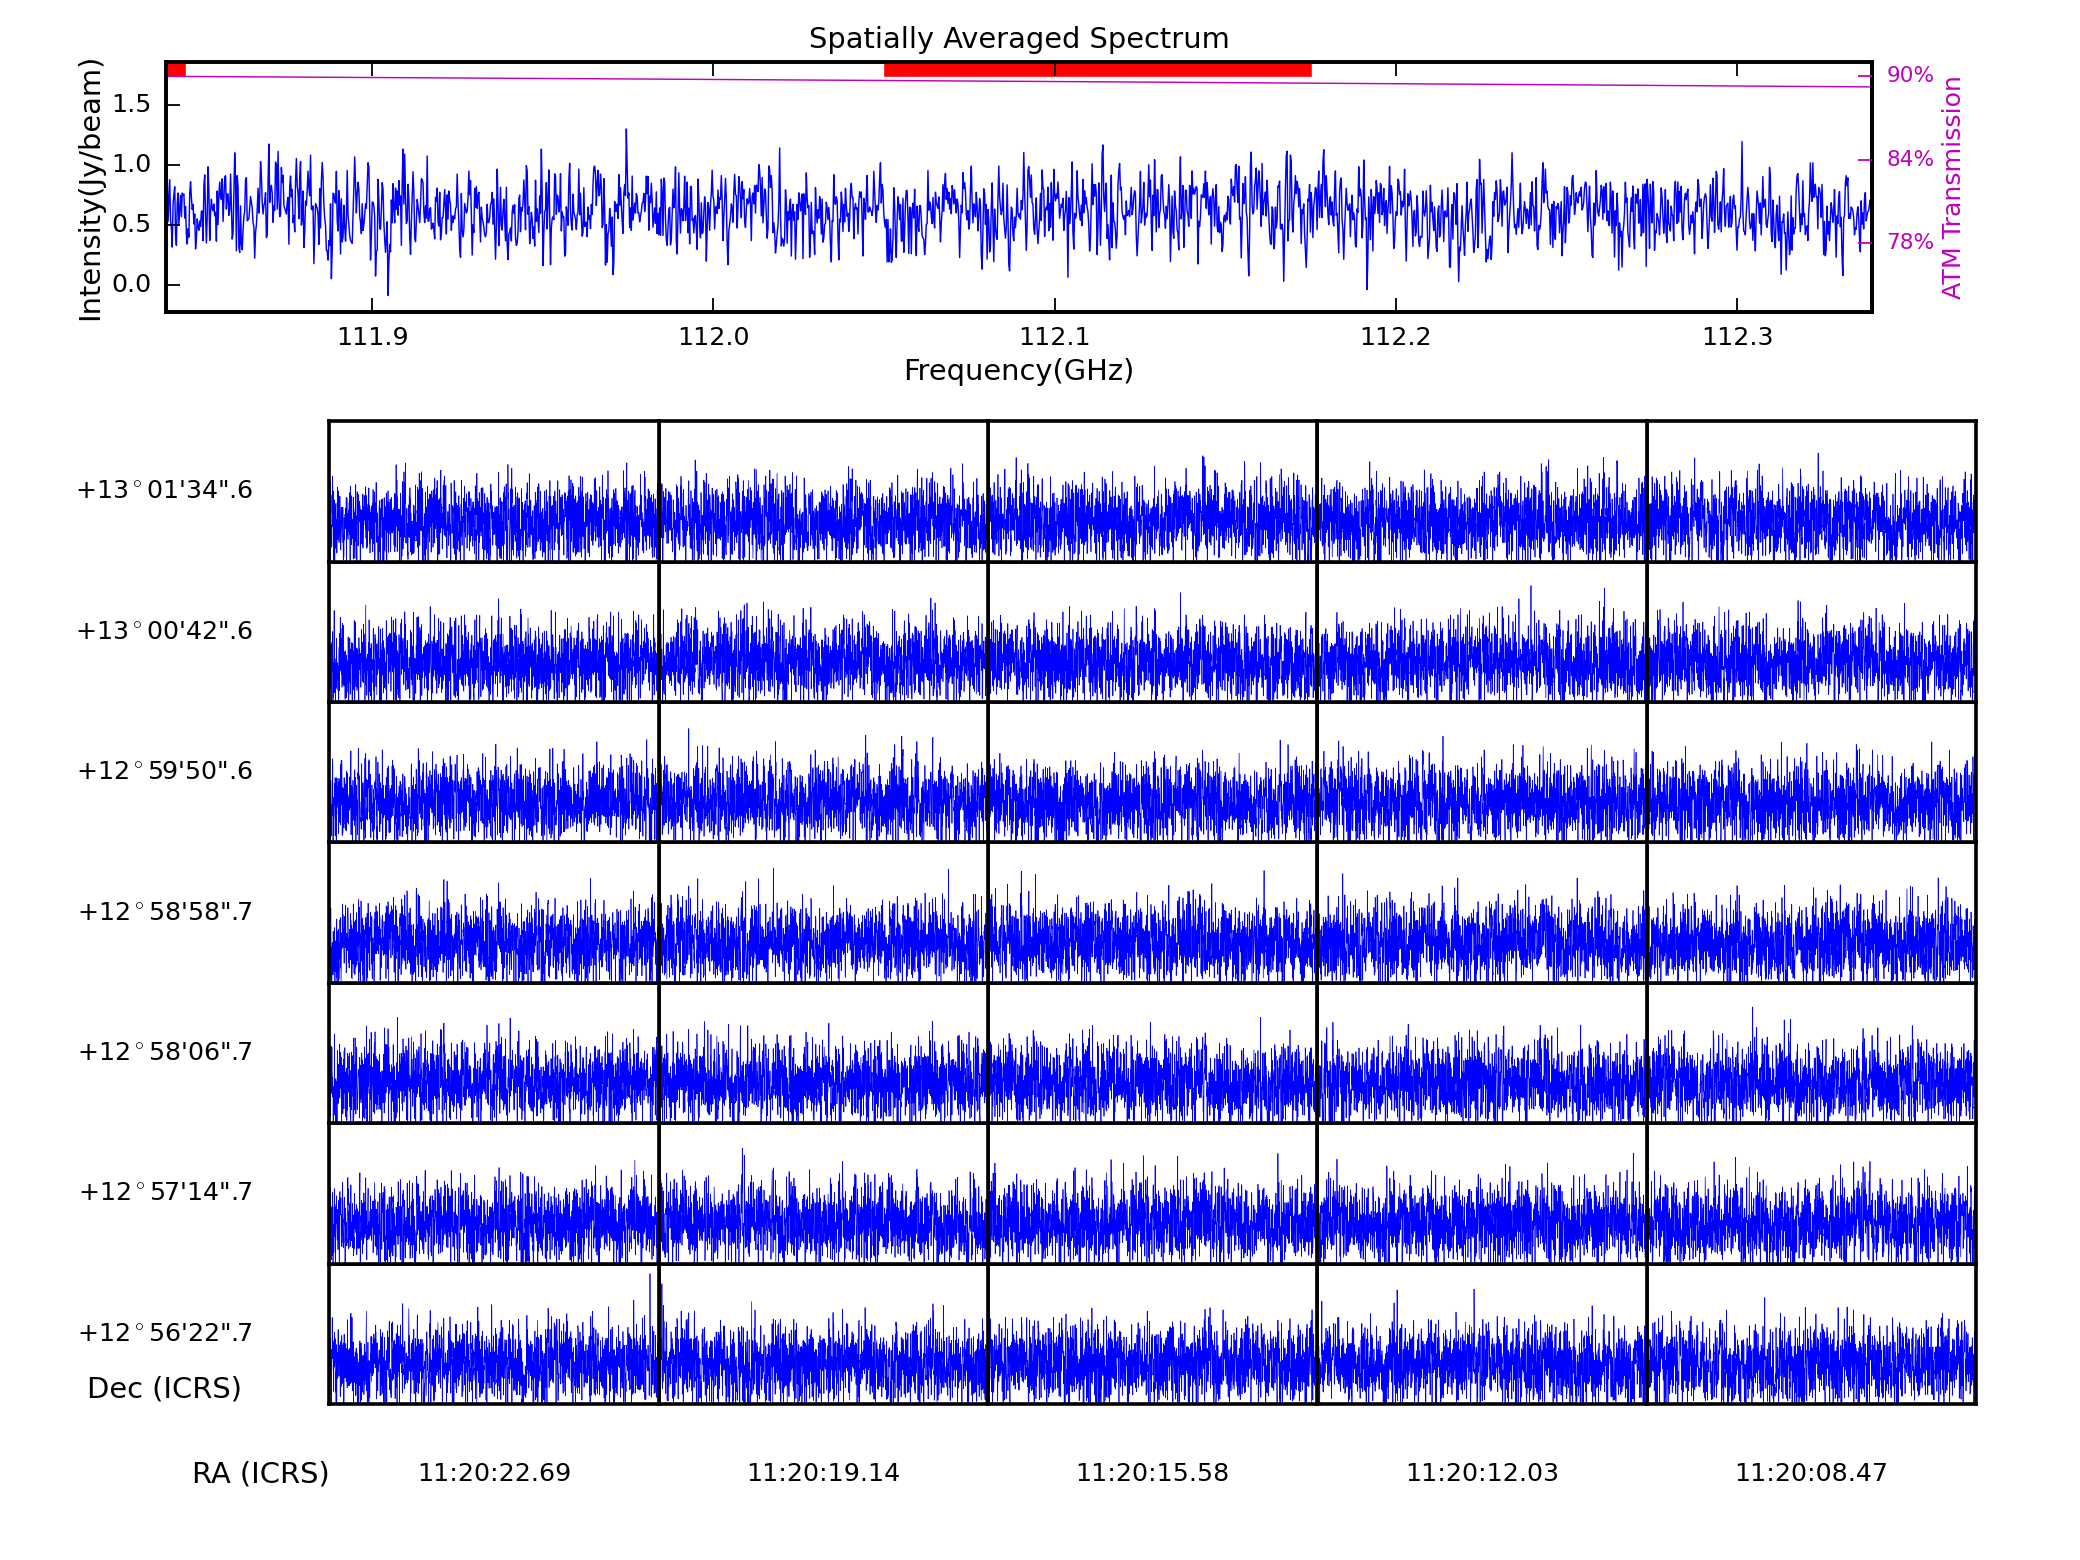 Spatially Averaged Spectrum
Intensity(Jy/beam)
1.5
1.0
0.5
0.0
90%
84%
78%
ATM Transmission
111.9 112.0 112.1 112.2 112.3
Frequency(GHz)
+13°01'34".6
+13°00'42".6
+12°59'50".6
+12°58'58".7
+12°58'06".7
+12°57'14".7
+12°56'22".7
Dec (ICRS)
RA (ICRS) 11:20:22.69 11:20:19.14 11:20:15.58 11:20:12.03 11:20:08.47